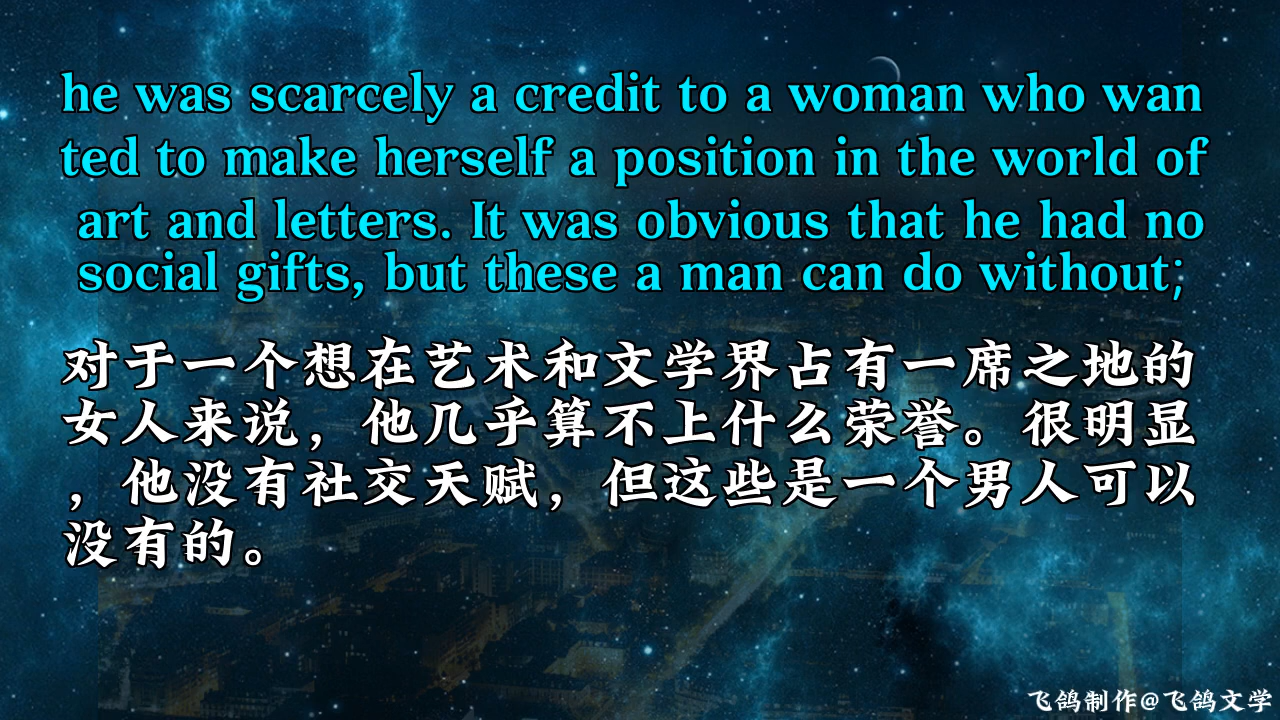 he was scarcely a credit to a woman who wan
ted to make herself a position in the world of
art and letters. It was obvious that he had no
social gifts, but these a man can do without;
对于一个想在艺术和文学界占有一席之地的
女人来说，他几乎算不上什么荣誉。很明显
，他没有社交天赋，但这些是一个男人可以
没有的。
飞鸽制作@飞鸽文学